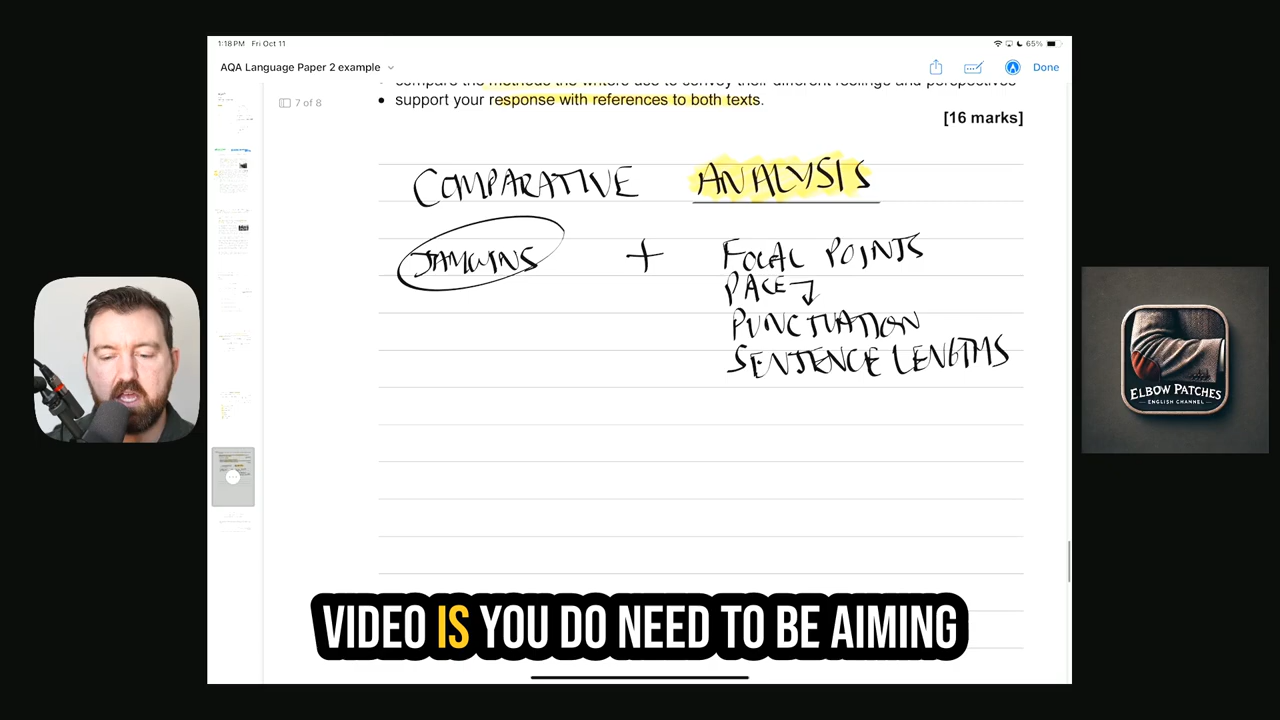 1:18 PM Fri Oct 11
65%
AQA Language Paper 2 example
Done
7 of 8
• support your response with references to both texts.
[16 marks]
COMPARATIVE ANALYSIS
+ FOCAL POINTS
PACE
PUNCTUATION
SENTENCE LENGTHS
ELBOW PATCHES
ENGLISH CHANNEL
VIDEO IS YOU DO NEED TO BE AIMING